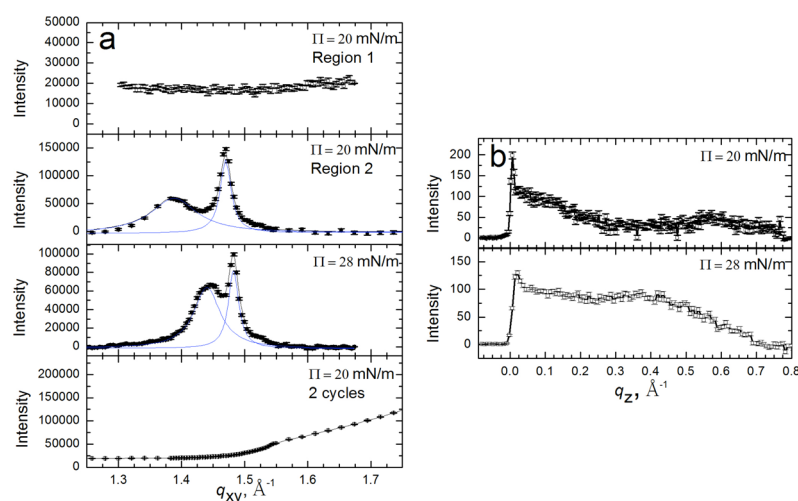 a
Π = 20 mN/m
Region 1
50000
40000
30000
20000
10000
0
Intensity
Π = 20 mN/m
Region 2
150000
100000
50000
0
Intensity
Π = 28 mN/m
100000
80000
60000
40000
20000
0
Intensity
Π = 20 mN/m
2 cycles
200000
150000
100000
50000
0
Intensity
1.3 1.4 1.5 1.6 1.7
qxy, Å-1
b
Π = 20 mN/m
200
150
100
50
0
Intensity
Π = 28 mN/m
150
100
50
0
Intensity
0.0 0.1 0.2 0.3 0.4 0.5 0.6 0.7 0.8
qz, Å-1